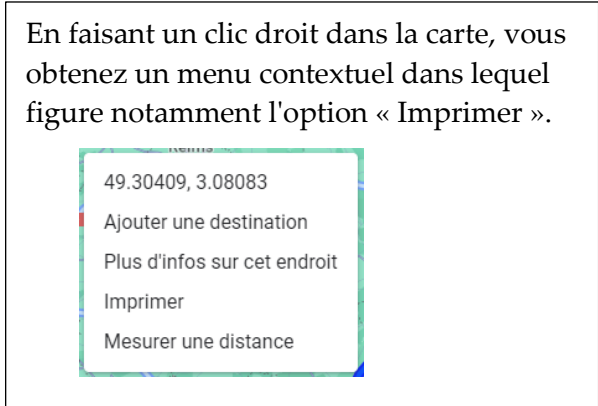 En faisant un clic droit dans la carte, vous
obtenez un menu contextuel dans lequel
figure notamment l'option « Imprimer ».
Reims
49.30409, 3.08083
Ajouter une destination
Plus d'infos sur cet endroit
Imprimer
Mesurer une distance